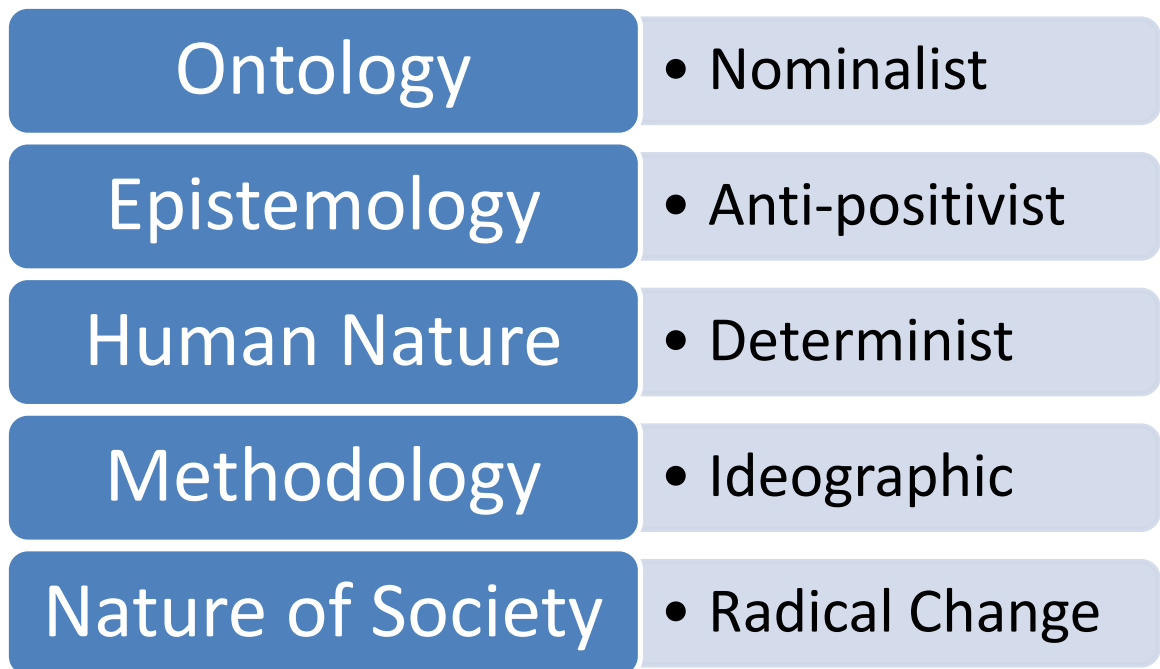 Ontology
• Nominalist
Epistemology
• Anti-positivist
Human Nature
• Determinist
Methodology
• Ideographic
Nature of Society
• Radical Change